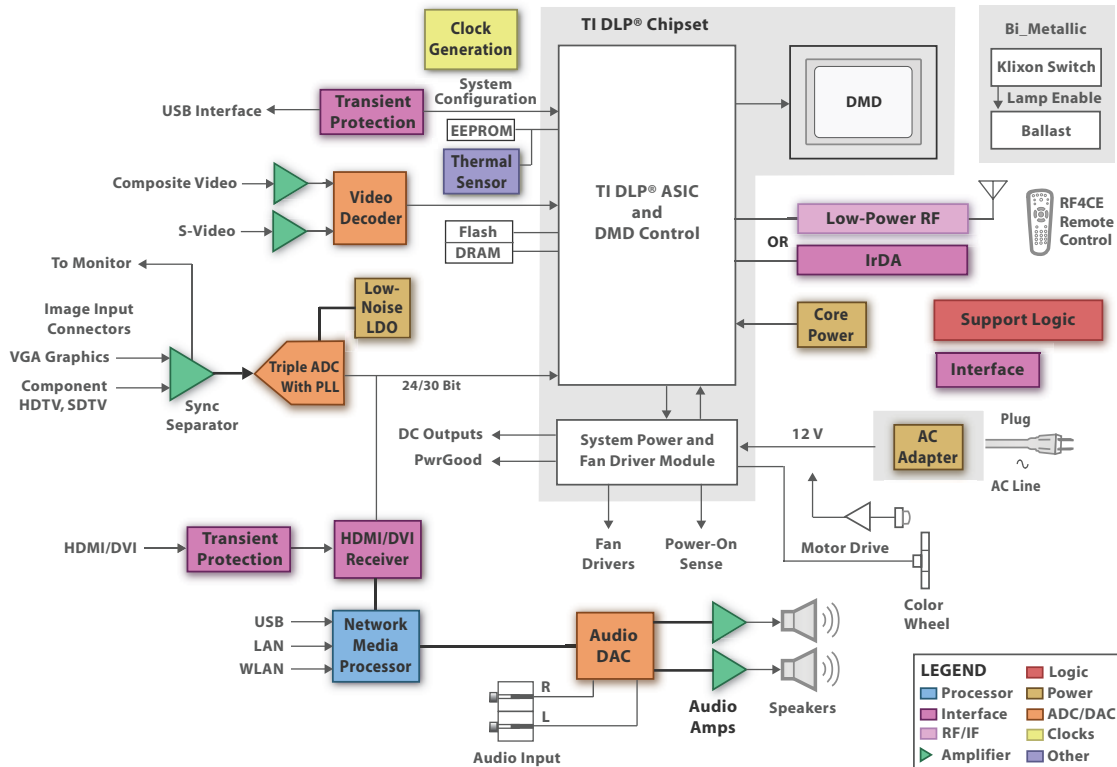 TI DLP® Chipset
Clock
Generation
Bi_Metallic
Klixon Switch
Lamp Enable
Ballast
System
Configuration
USB Interface
Transient
Protection
EEPROM
Thermal
Sensor
DMD
TI DLP® ASIC
and
DMD Control
Composite Video
S-Video
Video
Decoder
Flash
DRAM
Low-Power RF
OR
IrDA
RF4CE
Remote
Control
To Monitor
Image Input
Connectors
VGA Graphics
Component
HDTV, SDTV
Sync
Separator
Low-
Noise
LDO
Triple ADC
With PLL
24/30 Bit
Core
Power
Support Logic
Interface
DC Outputs
PwrGood
System Power and
Fan Driver Module
12 V
AC
Adapter
Plug
AC Line
Motor Drive
Fan
Drivers
Power-On
Sense
Color
Wheel
HDMI/DVI
Transient
Protection
HDMI/DVI
Receiver
USB
LAN
WLAN
Network
Media
Processor
Audio
DAC
R
L
Audio Input
Audio
Amps
Speakers
LEGEND
Processor
Interface
RF/IF
Amplifier
Logic
Power
ADC/DAC
Clocks
Other